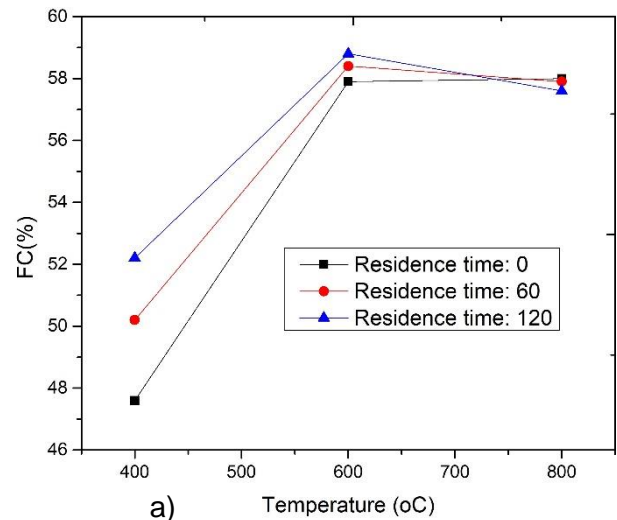 60
58
56
54
52
50
48
46
FC(%)
Residence time: 0
Residence time: 60
Residence time: 120
400 500 600 700 800
a) Temperature (oC)